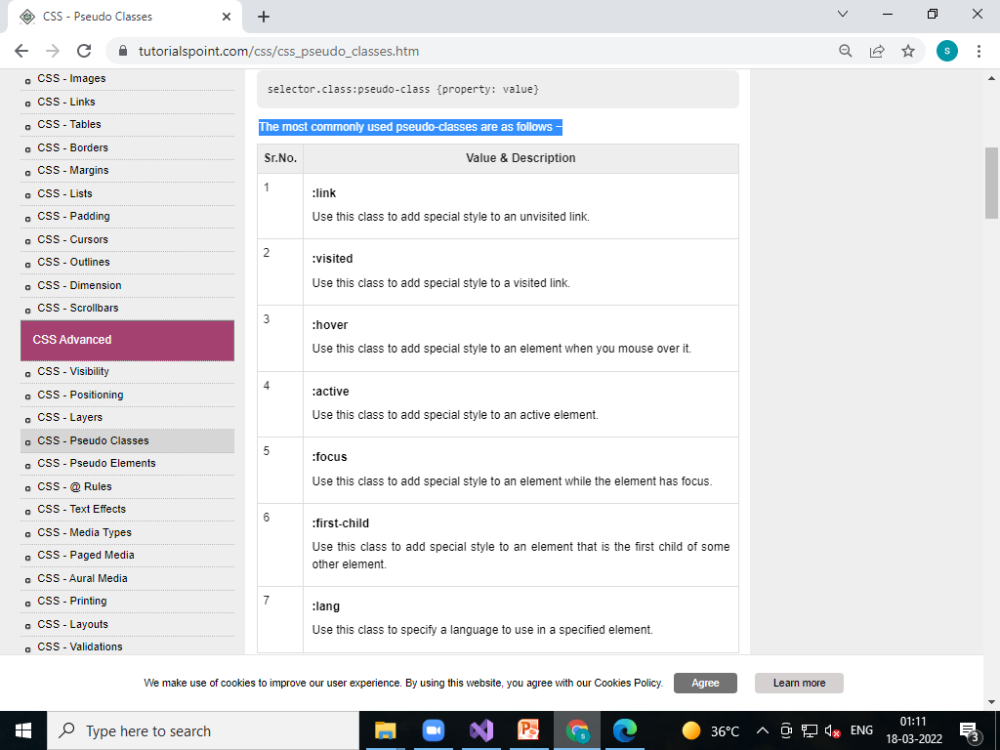 CSS - Pseudo Classes
tutorialspoint.com/css/css_pseudo_classes.htm
s
CSS - Images
CSS - Links
CSS - Tables
CSS - Borders
CSS - Margins
CSS - Lists
CSS - Padding
CSS - Cursors
CSS - Outlines
CSS - Dimension
CSS - Scrollbars
CSS Advanced
CSS - Visibility
CSS - Positioning
CSS - Layers
CSS - Pseudo Classes
CSS - Pseudo Elements
CSS - @ Rules
CSS - Text Effects
CSS - Media Types
CSS - Paged Media
CSS - Aural Media
CSS - Printing
CSS - Layouts
CSS - Validations
selector.class:pseudo-class {property: value}
The most commonly used pseudo-classes are as follows −
Sr.No. Value & Description
1
:link
Use this class to add special style to an unvisited link.
2
:visited
Use this class to add special style to a visited link.
3
:hover
Use this class to add special style to an element when you mouse over it.
4
:active
Use this class to add special style to an active element.
5
:focus
Use this class to add special style to an element while the element has focus.
6
:first-child
Use this class to add special style to an element that is the first child of some
other element.
7
:lang
Use this class to specify a language to use in a specified element.
We make use of cookies to improve our user experience. By using this website, you agree with our Cookies Policy. Agree Learn more
Type here to search
36°C
ENG
01:11
18-03-2022
3